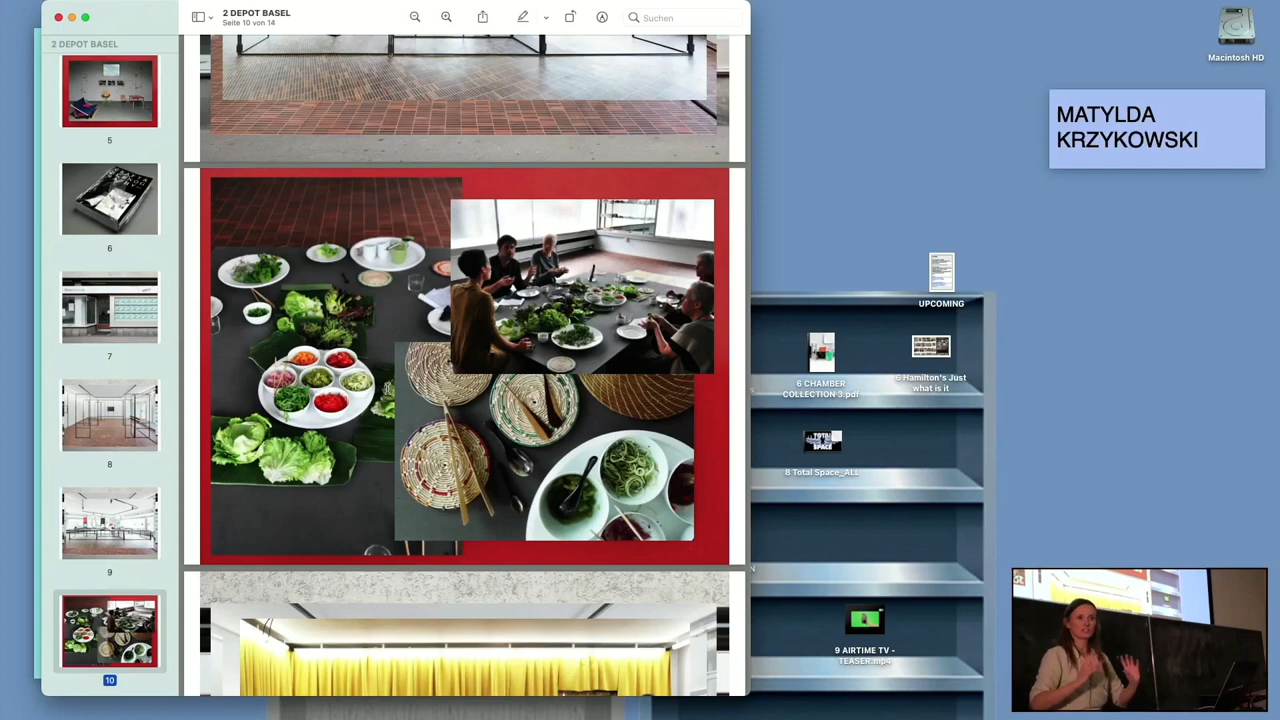 2 DEPOT BASEL
Seite 10 von 14
Suchen
2 DEPOT BASEL
5
6
7
8
9
10
Macintosh HD
MATYLDA
KRZYKOWSKI
UPCOMING
6 CHAMBER
COLLECTION 3.pdf
6 Hamilton's Just
what is it
TOTAL
SPACE
8 Total Space_ALL
9 AIRTIME TV -
TEASER.mp4